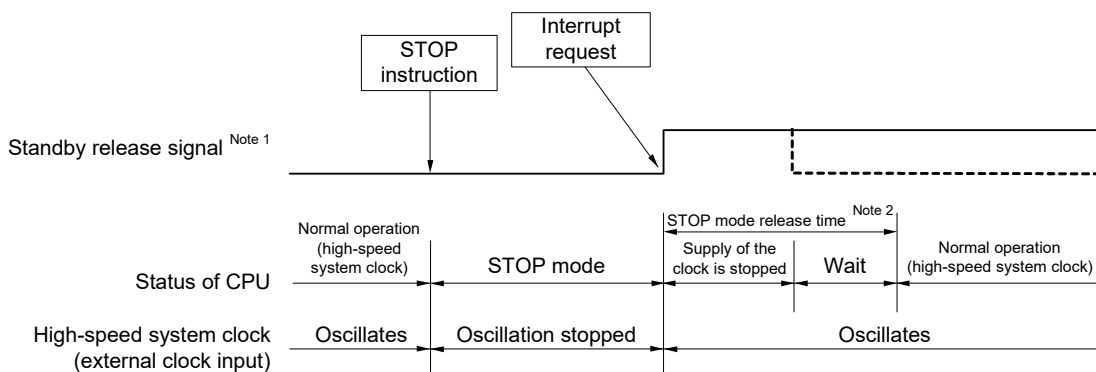 STOP
instruction
Interrupt
request
Standby release signal Note 1
STOP mode release time Note 2
Status of CPU
Normal operation
(high-speed
system clock)
STOP mode
Supply of the
clock is stopped
Wait
Normal operation
(high-speed system clock)
High-speed system clock
(external clock input)
Oscillates
Oscillation stopped
Oscillates